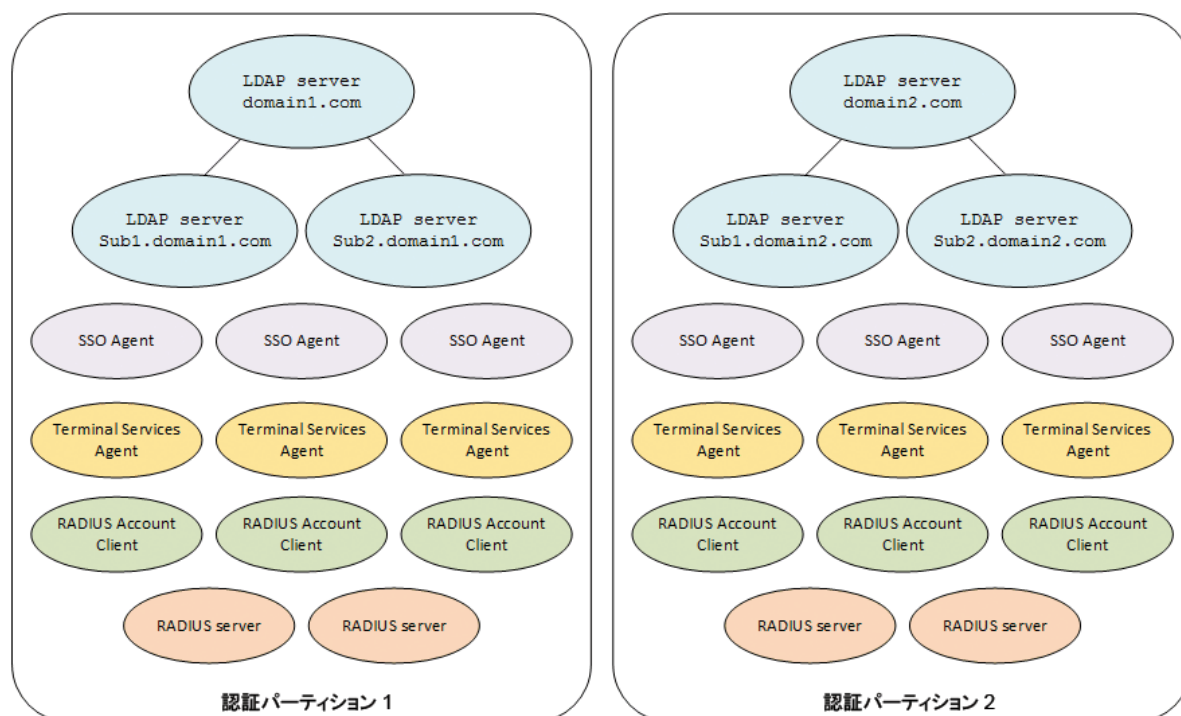 LDAP server
domain1.com
LDAP server
Sub1.domain1.com
LDAP server
Sub2.domain1.com
SSO Agent
SSO Agent
SSO Agent
Terminal Services
Agent
Terminal Services
Agent
Terminal Services
Agent
RADIUS Account
Client
RADIUS Account
Client
RADIUS Account
Client
RADIUS server
RADIUS server
認証パーティション 1
LDAP server
domain2.com
LDAP server
Sub1.domain2.com
LDAP server
Sub2.domain2.com
SSO Agent
SSO Agent
SSO Agent
Terminal Services
Agent
Terminal Services
Agent
Terminal Services
Agent
RADIUS Account
Client
RADIUS Account
Client
RADIUS Account
Client
RADIUS server
RADIUS server
認証パーティション 2